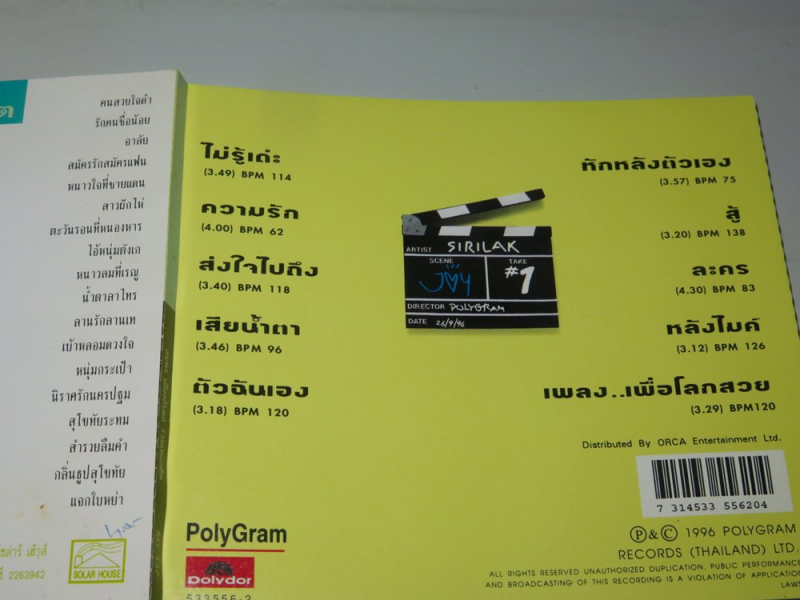 คนสวยใจดำ
รักคนชื่อน้อย
อาลัย
สมัครรักสมัครแฟน
หนาวใจที่ชายแดน
สาวผักไห่
ตะวันรอนที่หนองหาร
ไอ้หนุ่มตังเก
หนาวลมที่เรณู
น้ำตาลาไทร
ลานรักลานเท
เบ้าหลอมดวงใจ
หนุ่มกระเป๋า
นิราศรักนครปฐม
สุโขทัยระทม
สำรวยลืมคำ
กลิ่นธูปสุโขทัย
แจกใบหย่า
2263942
SOLAR HOUSE
ไม่รู้เด่ะ
(3.49) BPM 114
ความรัก
(4.00) BPM 62
ส่งใจไปถึง
(3.40) BPM 118
เสียน้ำตา
(3.46) BPM 96
ตัวฉันเอง
(3.18) BPM 120
ARTIST SIRILAK
SCENE JOY
TAKE #1
DIRECTOR POLYGRAM
DATE 26/9/96
หักหลังตัวเอง
(3.57) BPM 75
สู้
(3.20) BPM 138
ละคร
(4.30) BPM 83
หลังไมค์
(3.12) BPM 126
เพลง..เพื่อโลกสวย
(3.29) BPM120
Distributed By ORCA Entertainment Ltd.
7 314533 556204
PolyGram
polydor
533556-2
Ⓟ&© 1996 POLYGRAM
RECORDS (THAILAND) LTD.
ALL RIGHTS RESERVED UNAUTHORIZED DUPLICATION, PUBLIC PERFORMANCE
AND BROADCASTING OF THIS RECORDING IS A VIOLATION OF APPLICATION
LAWS